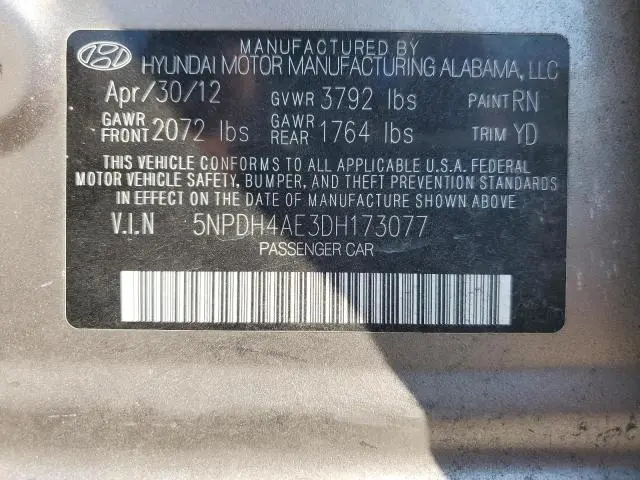 MANUFACTURED BY
HYUNDAI MOTOR MANUFACTURING ALABAMA, LLC
Apr/30/12 GVWR 3792 lbs PAINT RN
GAWR FRONT 2072 lbs GAWR REAR 1764 lbs TRIM YD
THIS VEHICLE CONFORMS TO ALL APPLICABLE U.S.A. FEDERAL
MOTOR VEHICLE SAFETY, BUMPER, AND THEFT PREVENTION STANDARDS
IN EFFECT ON THE DATE OF MANUFACTURE SHOWN ABOVE.
V.I.N 5NPDH4AE3DH173077
PASSENGER CAR